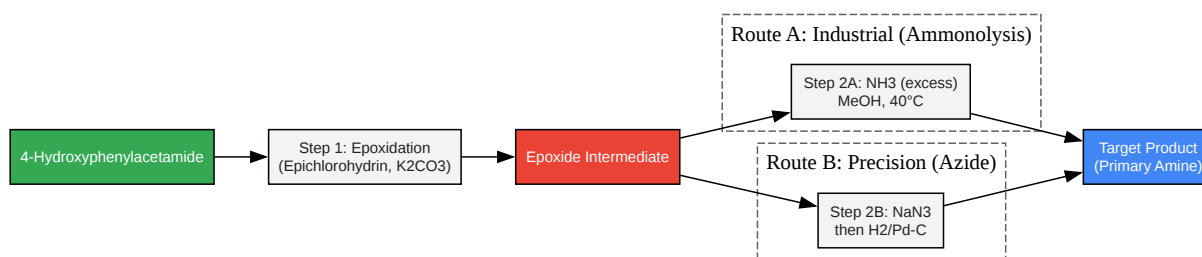 4-Hydroxyphenylacetamide
Step 1: Epoxidation
(Epichlorohydrin, K2CO3)
Epoxide Intermediate
Route A: Industrial (Ammonolysis)
Step 2A: NH3 (excess)
MeOH, 40°C
Route B: Precision (Azide)
Step 2B: NaN3
then H2/Pd-C
Target Product
(Primary Amine)